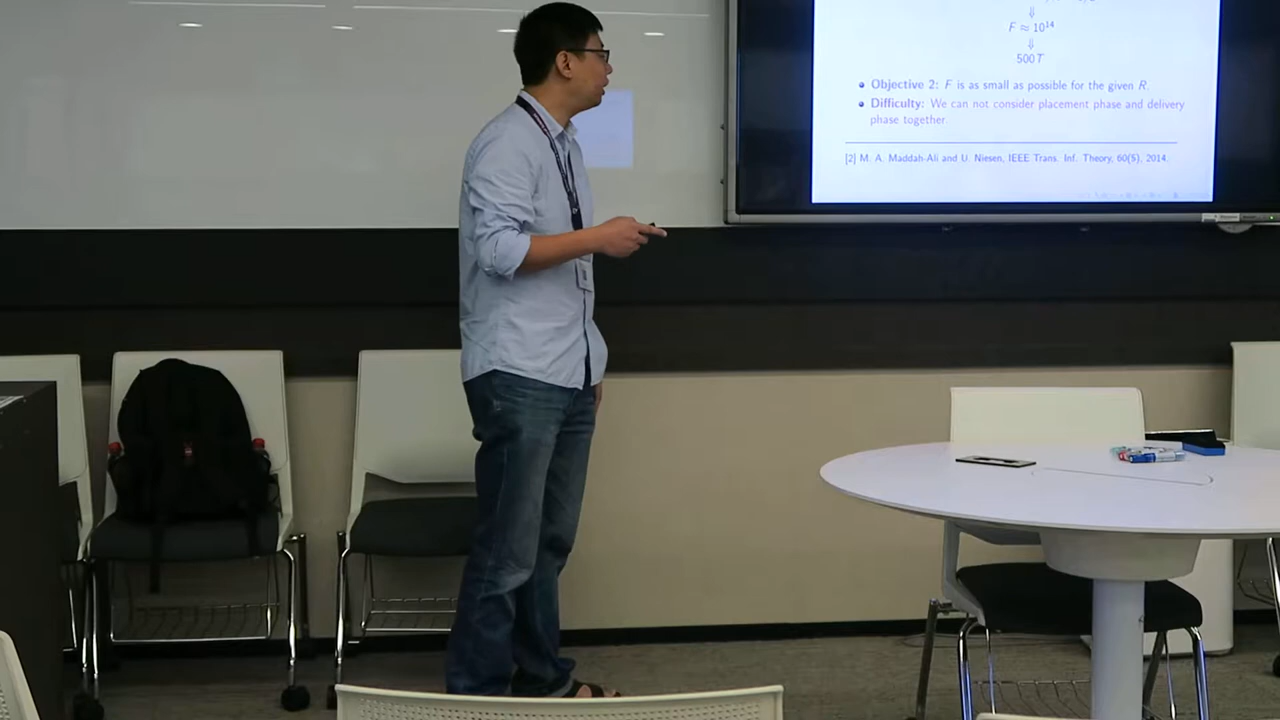 ⇓
F ≈ 10¹⁴
⇓
500T
• Objective 2: F is as small as possible for the given R.
• Difficulty: We can not consider placement phase and delivery
phase together.
[2] M. A. Maddah-Ali and U. Niesen, IEEE Trans. Inf. Theory, 60(5), 2014.